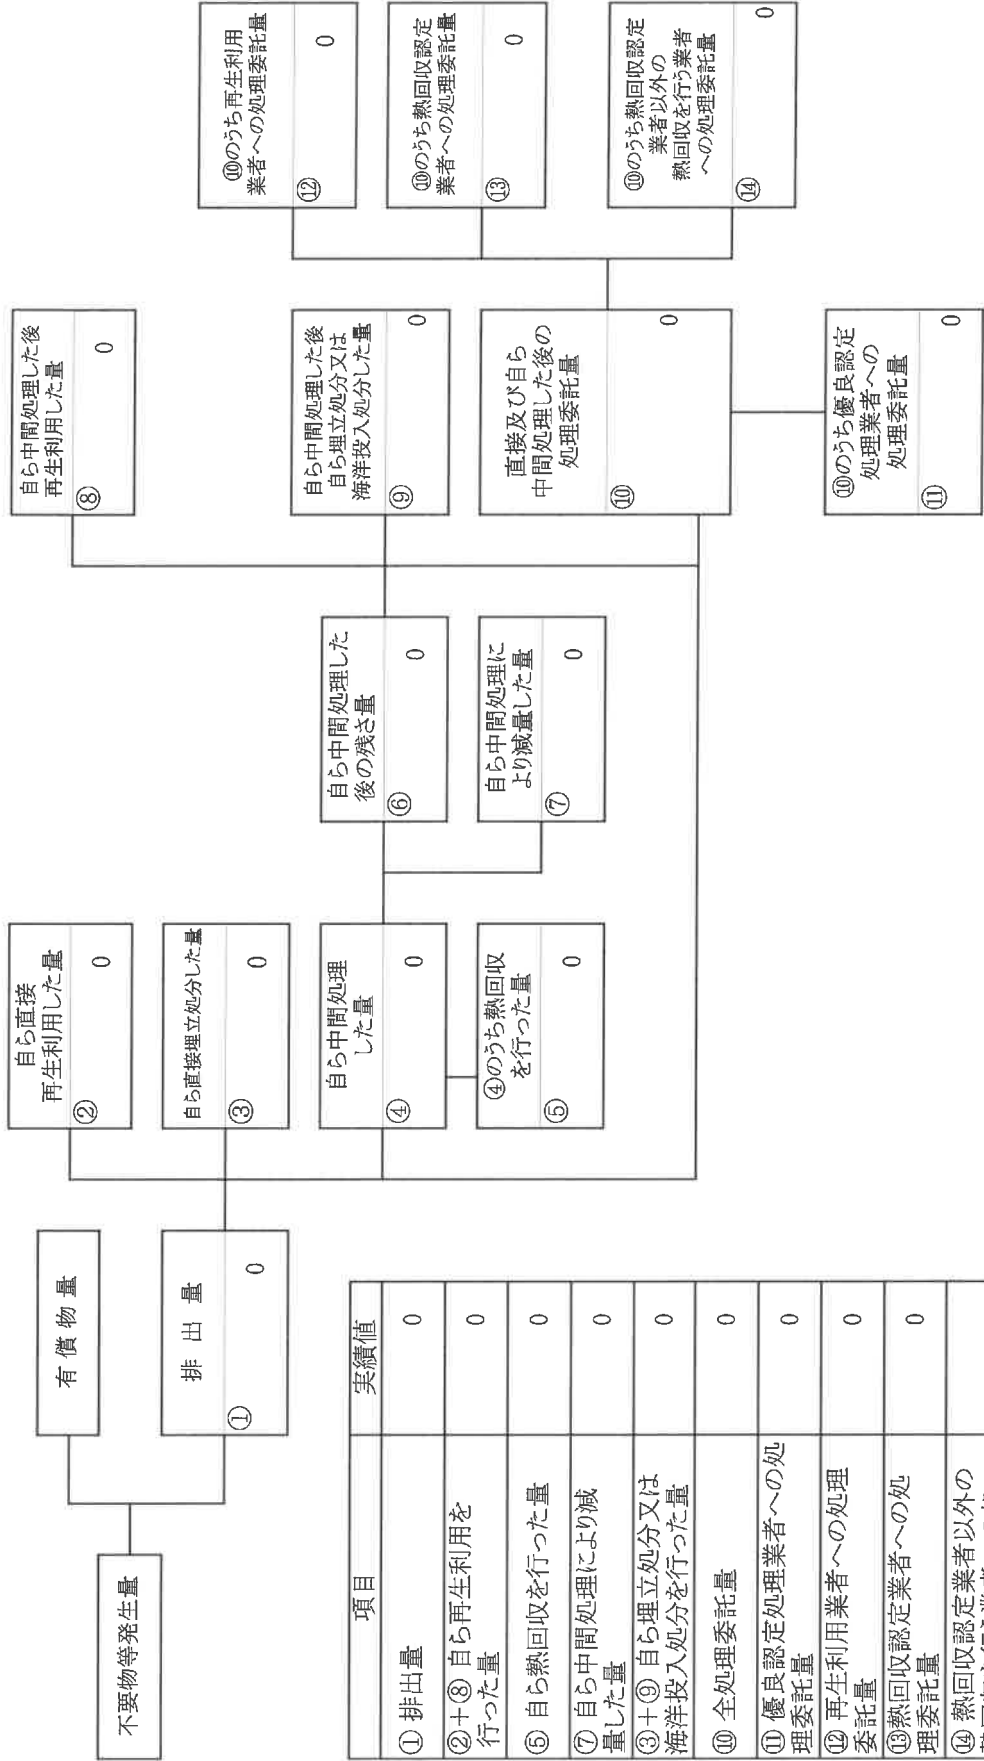 不要物等発生量
有 償 物 量
排 出 量
①
0
自ら直接
再生利用した量
②
0
自ら直接埋立処分した量
③
0
自ら中間処理
した量
④
0
④のうち熱回収
を行った量
⑤
0
自ら中間処理した
後の残さ量
⑥
0
自ら中間処理に
より減量した量
⑦
0
自ら中間処理した後
再生利用した量
⑧
0
自ら中間処理した後
自ら埋立処分又は
海洋投入処分した量
⑨
0
直接及び自ら
中間処理した後の
処理委託量
⑩
0
⑩のうち優良認定
処理業者への
処理委託量
⑪
0
⑩のうち再生利用
業者への処理委託量
⑫
0
⑩のうち熱回収認定
業者への処理委託量
⑬
0
⑩のうち熱回収認定
業者以外の
熱回収を行う業者
への処理委託量
⑭
0
項目 実績値
① 排出量 0
②+⑧ 自ら再生利用を
行った量 0
⑤ 自ら熱回収を行った量 0
⑦ 自ら中間処理により減
量した量 0
③+⑨ 自ら埋立処分又は
海洋投入処分を行った量 0
⑩ 全処理委託量 0
⑪ 優良認定処理業者への処
理委託量 0
⑫ 再生利用業者への処理
委託量 0
⑬熱回収認定業者への処
理委託量 0
⑭ 熱回収認定業者以外の